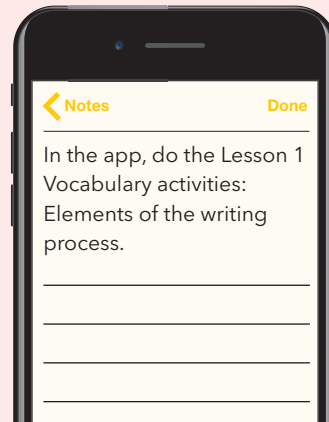 Notes Done
In the app, do the Lesson 1
Vocabulary activities:
Elements of the writing
process.